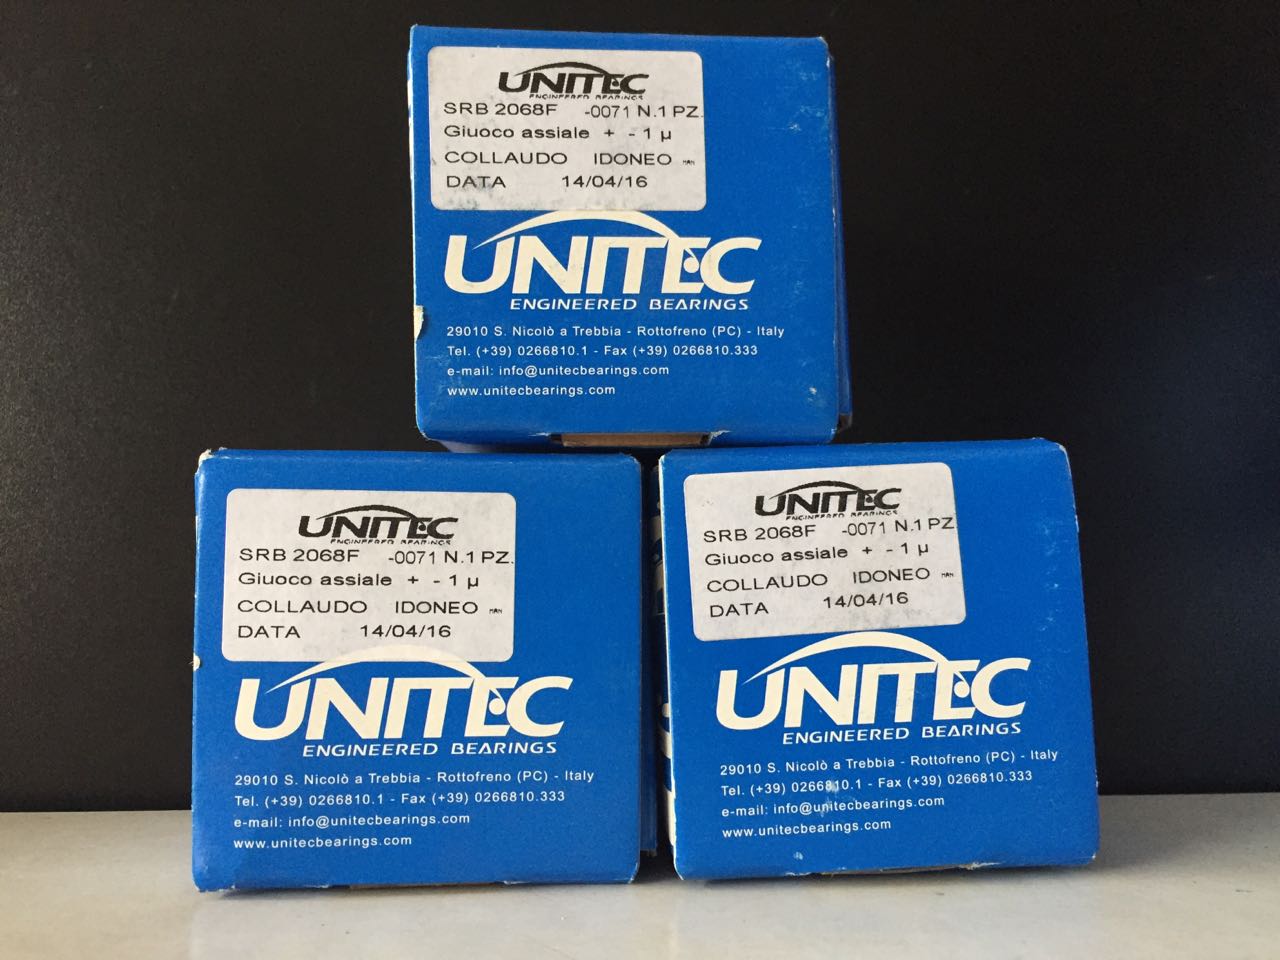 UNITEC
ENGINEERED BEARINGS
SRB 2068F -0071 N.1 PZ.
Giuoco assiale + - 1 µ
COLLAUDO IDONEO MAN
DATA 14/04/16
UNITEC
ENGINEERED BEARINGS
29010 S. Nicolò a Trebbia - Rottofreno (PC) - Italy
Tel. (+39) 0266810.1 - Fax (+39) 0266810.333
e-mail: info@unitecbearings.com
www.unitecbearings.com
UNITEC
ENGINEERED BEARINGS
SRB 2068F -0071 N.1 PZ.
Giuoco assiale + - 1 µ
COLLAUDO IDONEO MAN
DATA 14/04/16
UNITEC
ENGINEERED BEARINGS
29010 S. Nicolò a Trebbia - Rottofreno (PC) - Italy
Tel. (+39) 0266810.1 - Fax (+39) 0266810.333
e-mail: info@unitecbearings.com
www.unitecbearings.com
UNITEC
ENGINEERED BEARINGS
SRB 2068F -0071 N.1 PZ.
Giuoco assiale + - 1 µ
COLLAUDO IDONEO MAN
DATA 14/04/16
UNITEC
ENGINEERED BEARINGS
29010 S. Nicolò a Trebbia - Rottofreno (PC) - Italy
Tel. (+39) 0266810.1 - Fax (+39) 0266810.333
e-mail: info@unitecbearings.com
www.unitecbearings.com